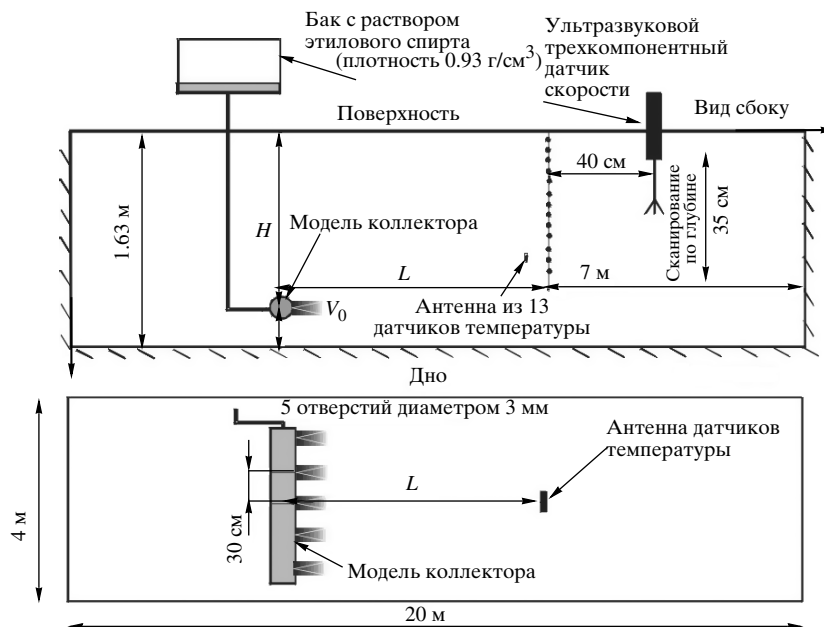 Бак с раствором
этилового спирта
(плотность 0.93 г/см³)
Ультразвуковой
трехкомпонентный
датчик
скорости
Поверхность
Вид сбоку
40 см
1.63 м
H
Модель коллектора
Сканирование
по глубине
35 см
L
7 м
V₀
Антенна из 13
датчиков температуры
Дно
5 отверстий диаметром 3 мм
Антенна датчиков
температуры
L
4 м
30 см
Модель коллектора
20 м